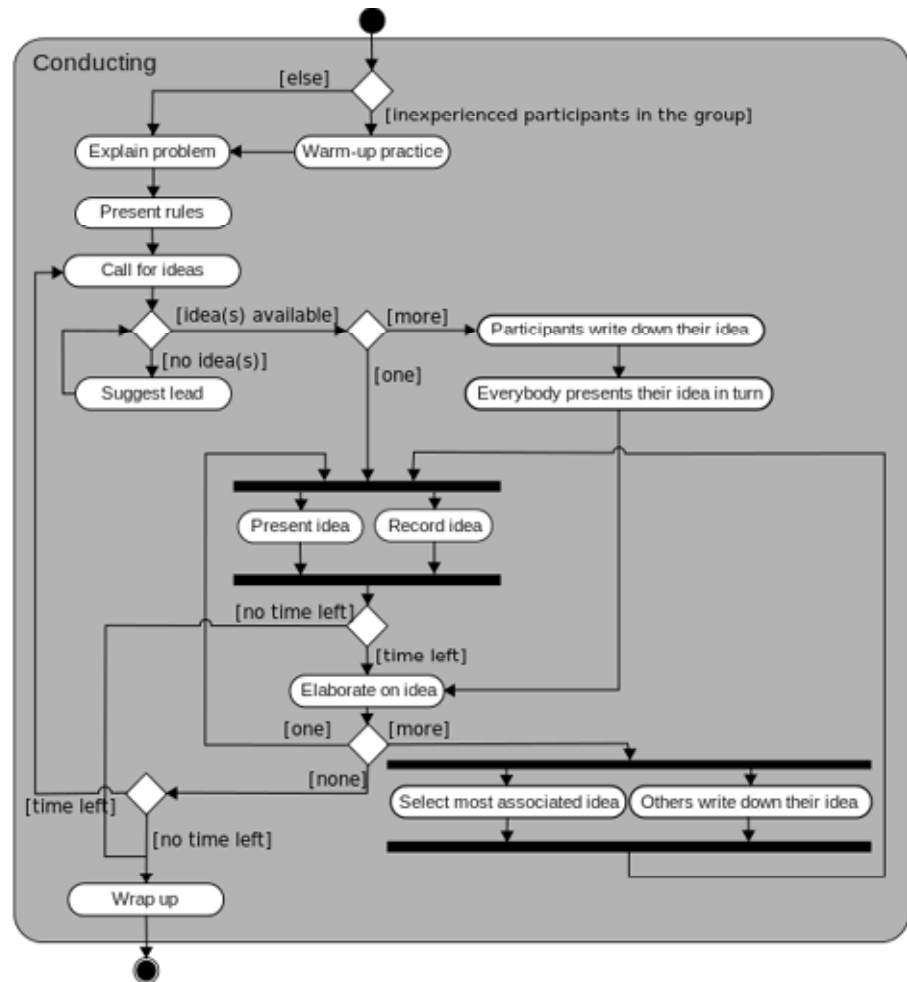 Conducting
[else]
[inexperienced participants in the group]
Explain problem
Warm-up practice
Present rules
Call for ideas
[idea(s) available]
[more]
Participants write down their idea
[no idea(s)]
[one]
Suggest lead
Everybody presents their idea in turn
Present idea
Record idea
[no time left]
[time left]
Elaborate on idea
[one]
[more]
[none]
Select most associated idea
Others write down their idea
[time left]
[no time left]
Wrap up